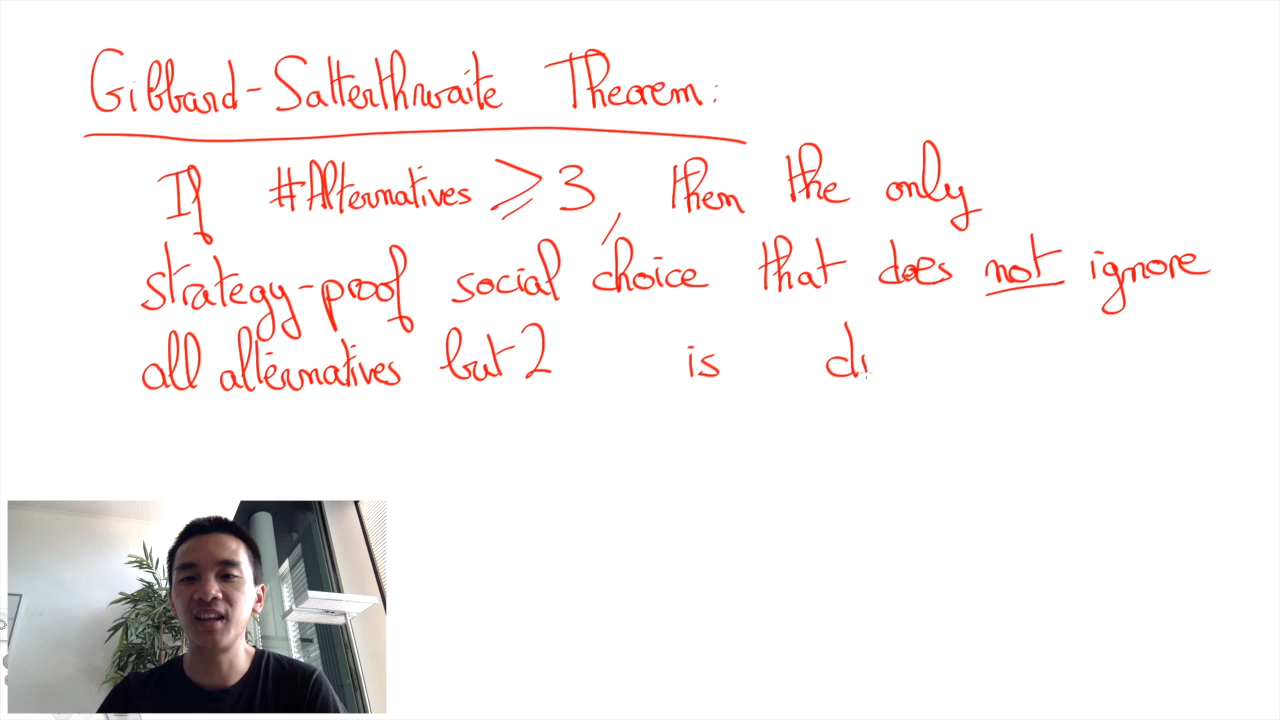 Gibbard-Satterthwaite Theorem:
If #Alternatives ⩾ 3, then the only
strategy-proof social choice that does not ignore
all alternatives but 2 is di